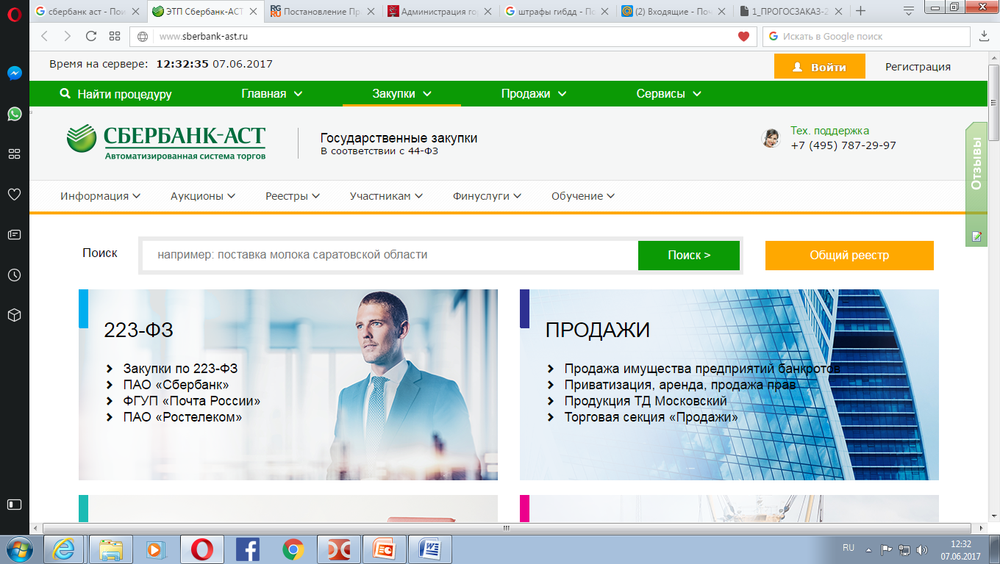 сбербанк аст - Пои
ЭТП Сбербанк-АСТ
Постановление Пр
Администрация гор
штрафы гибдд - По
(2) Входящие - Поч
1_ПРОГОСЗАКАЗ-2
www.sberbank-ast.ru
Искать в Google поиск
Время на сервере: 12:32:35 07.06.2017
Войти
Регистрация
Найти процедуру
Главная
Закупки
Продажи
Сервисы
СБЕРБАНК-АСТ
Автоматизированная система торгов
Государственные закупки
В соответствии с 44-ФЗ
Тех. поддержка
+7 (495) 787-29-97
Отзывы
Информация
Аукционы
Реестры
Участникам
Финуслуги
Обучение
Поиск
например: поставка молока саратовской области
Поиск >
Общий реестр
223-ФЗ
Закупки по 223-ФЗ
ПАО «Сбербанк»
ФГУП «Почта России»
ПАО «Ростелеком»
ПРОДАЖИ
Продажа имущества предприятий банкротов
Приватизация, аренда, продажа прав
Продукция ТД Московский
Торговая секция «Продажи»
RU
12:32
07.06.2017